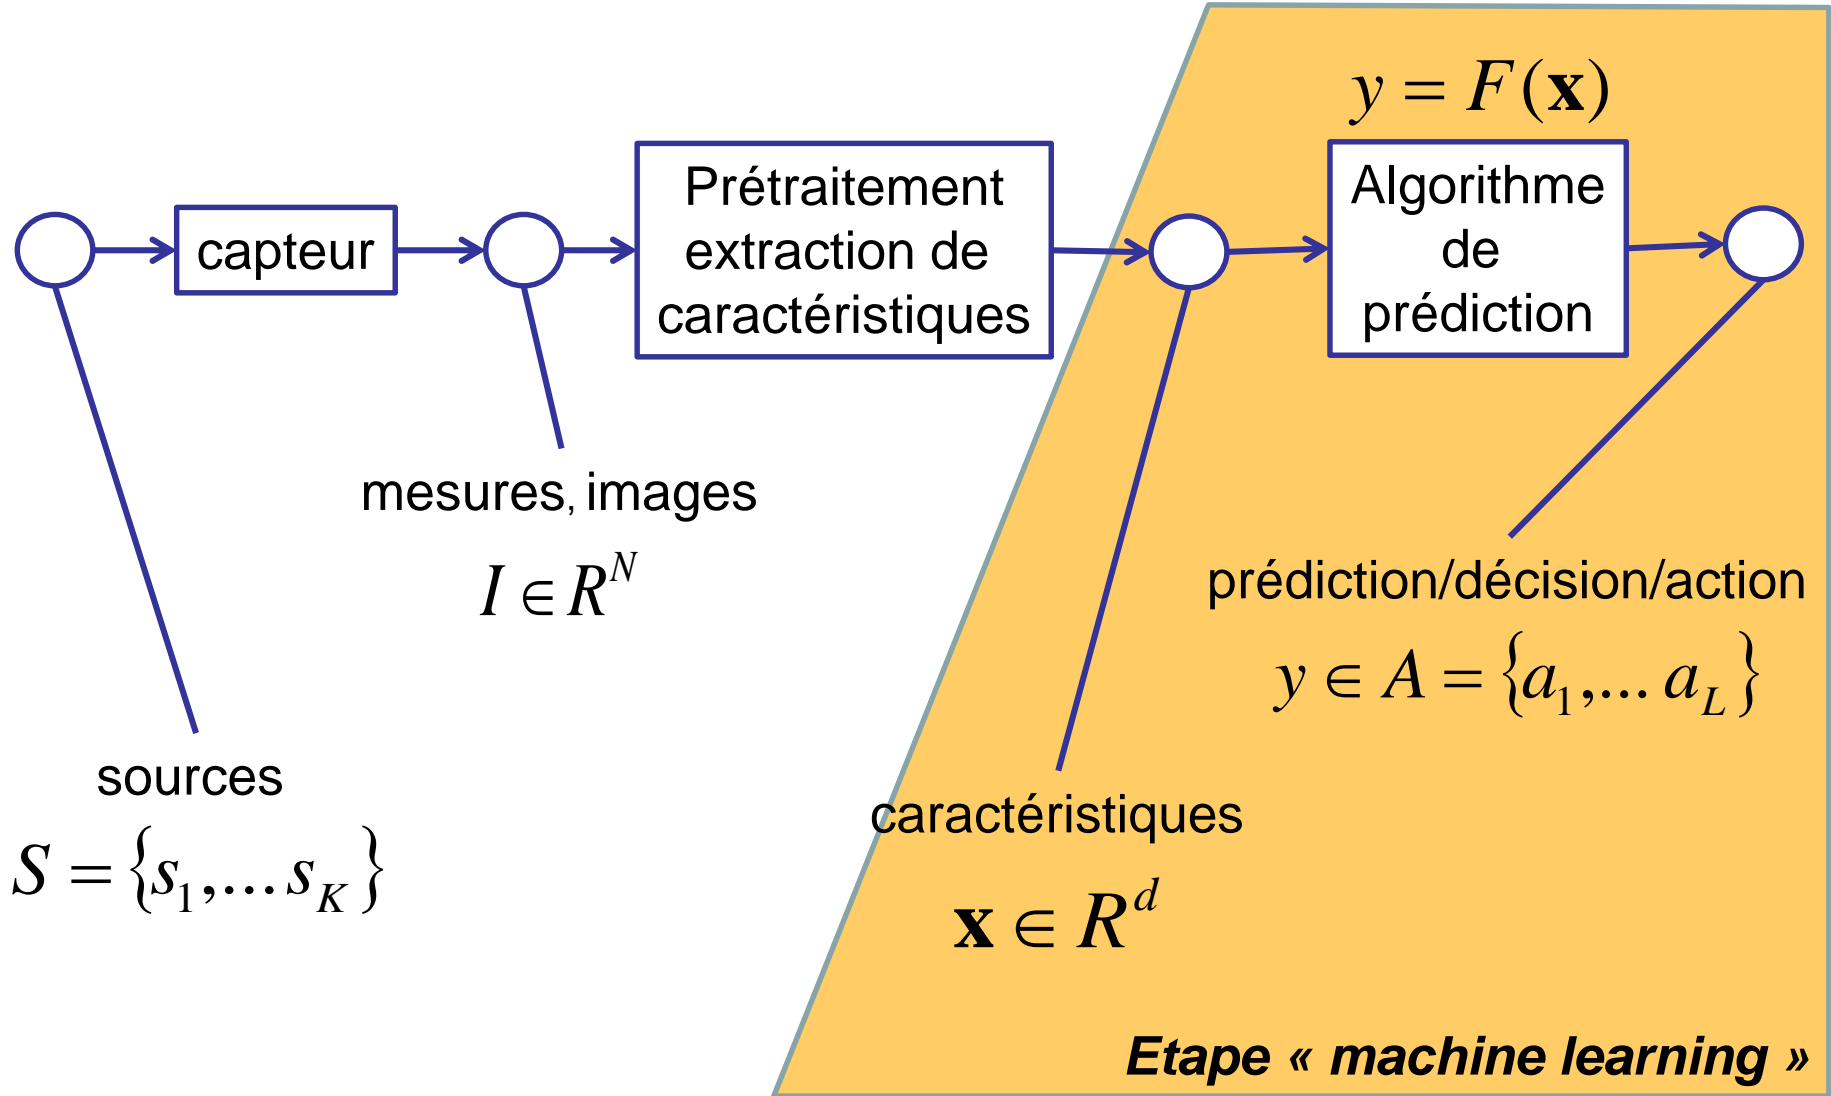 y = F(x)
capteur
Prétraitement
extraction de
caractéristiques
Algorithme
de
prédiction
mesures, images
I ∈ R^N
prédiction/décision/action
y ∈ A = {a_1,... a_L}
sources
S = {s_1,... s_K}
caractéristiques
x ∈ R^d
Etape « machine learning »